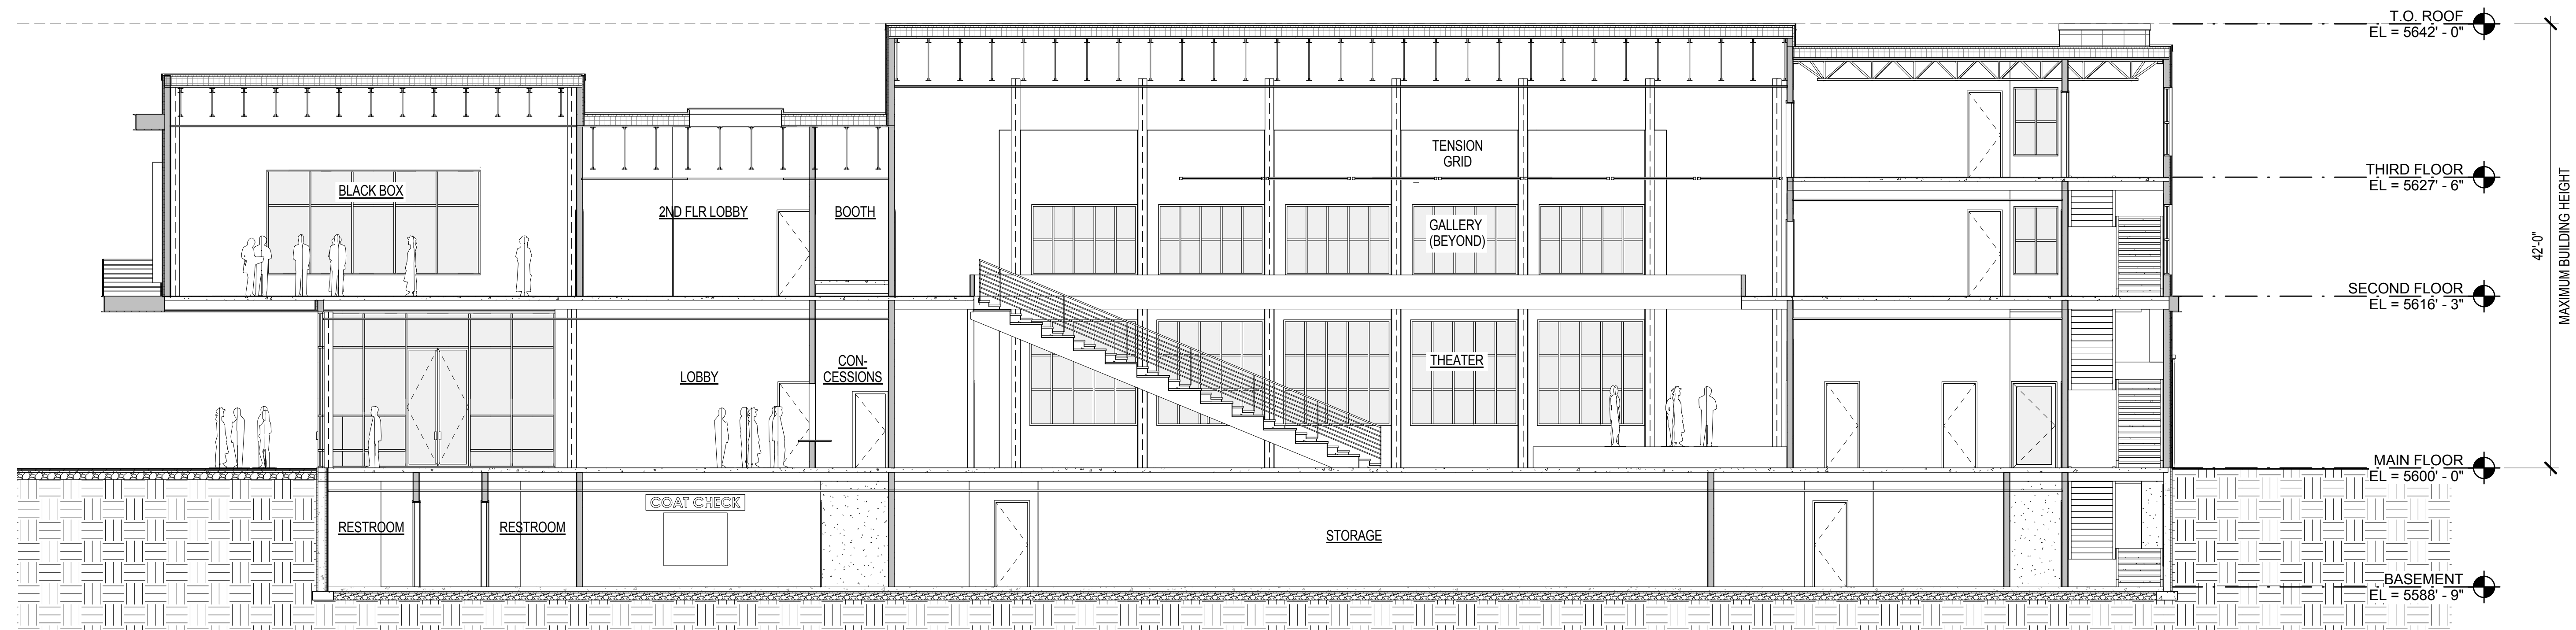 T.O. ROOF
EL = 5642' - 0"
TENSION
GRID
THIRD FLOOR
EL = 5627' - 6"
MAXIMUM BUILDING HEIGHT
42'-0"
BLACK BOX
2ND FLR LOBBY
BOOTH
GALLERY
(BEYOND)
SECOND FLOOR
EL = 5616' - 3"
LOBBY
CON-
CESSIONS
THEATER
MAIN FLOOR
EL = 5600' - 0"
COAT CHECK
RESTROOM
RESTROOM
STORAGE
BASEMENT
EL = 5588' - 9"